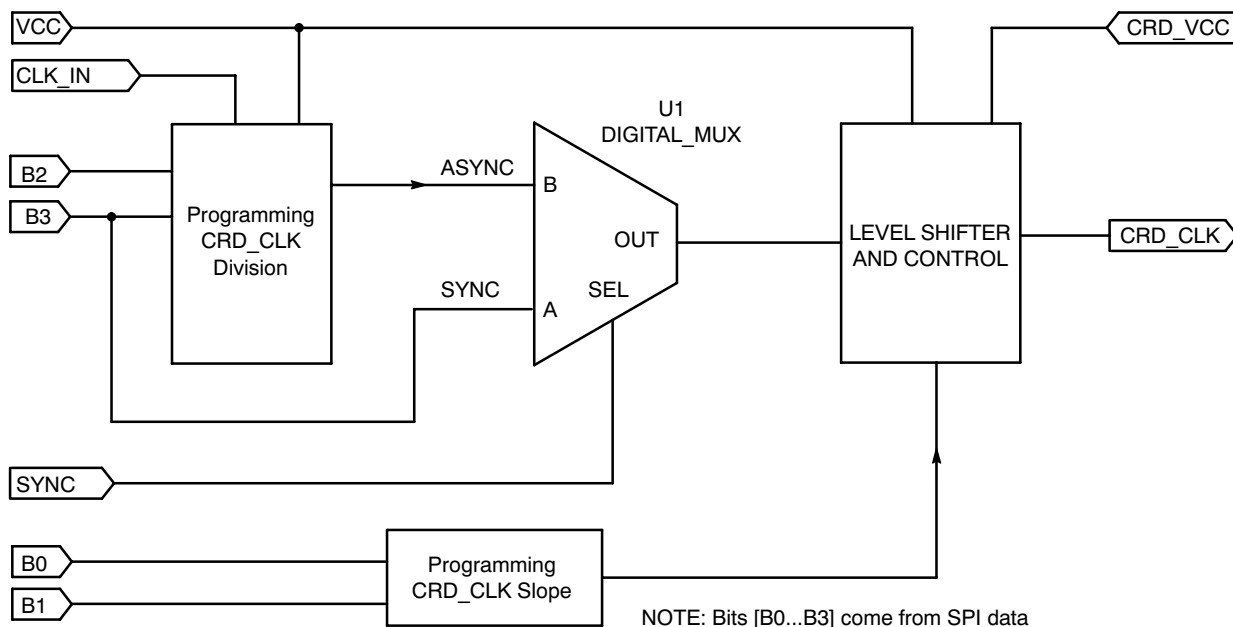 VCC
CRD_VCC
CLK_IN
U1
DIGITAL_MUX
B2
B3
Programming
CRD_CLK
Division
ASYNC
B
OUT
SEL
SYNC
A
LEVEL SHIFTER
AND CONTROL
CRD_CLK
SYNC
B0
B1
Programming
CRD_CLK Slope
NOTE: Bits [B0...B3] come from SPI data